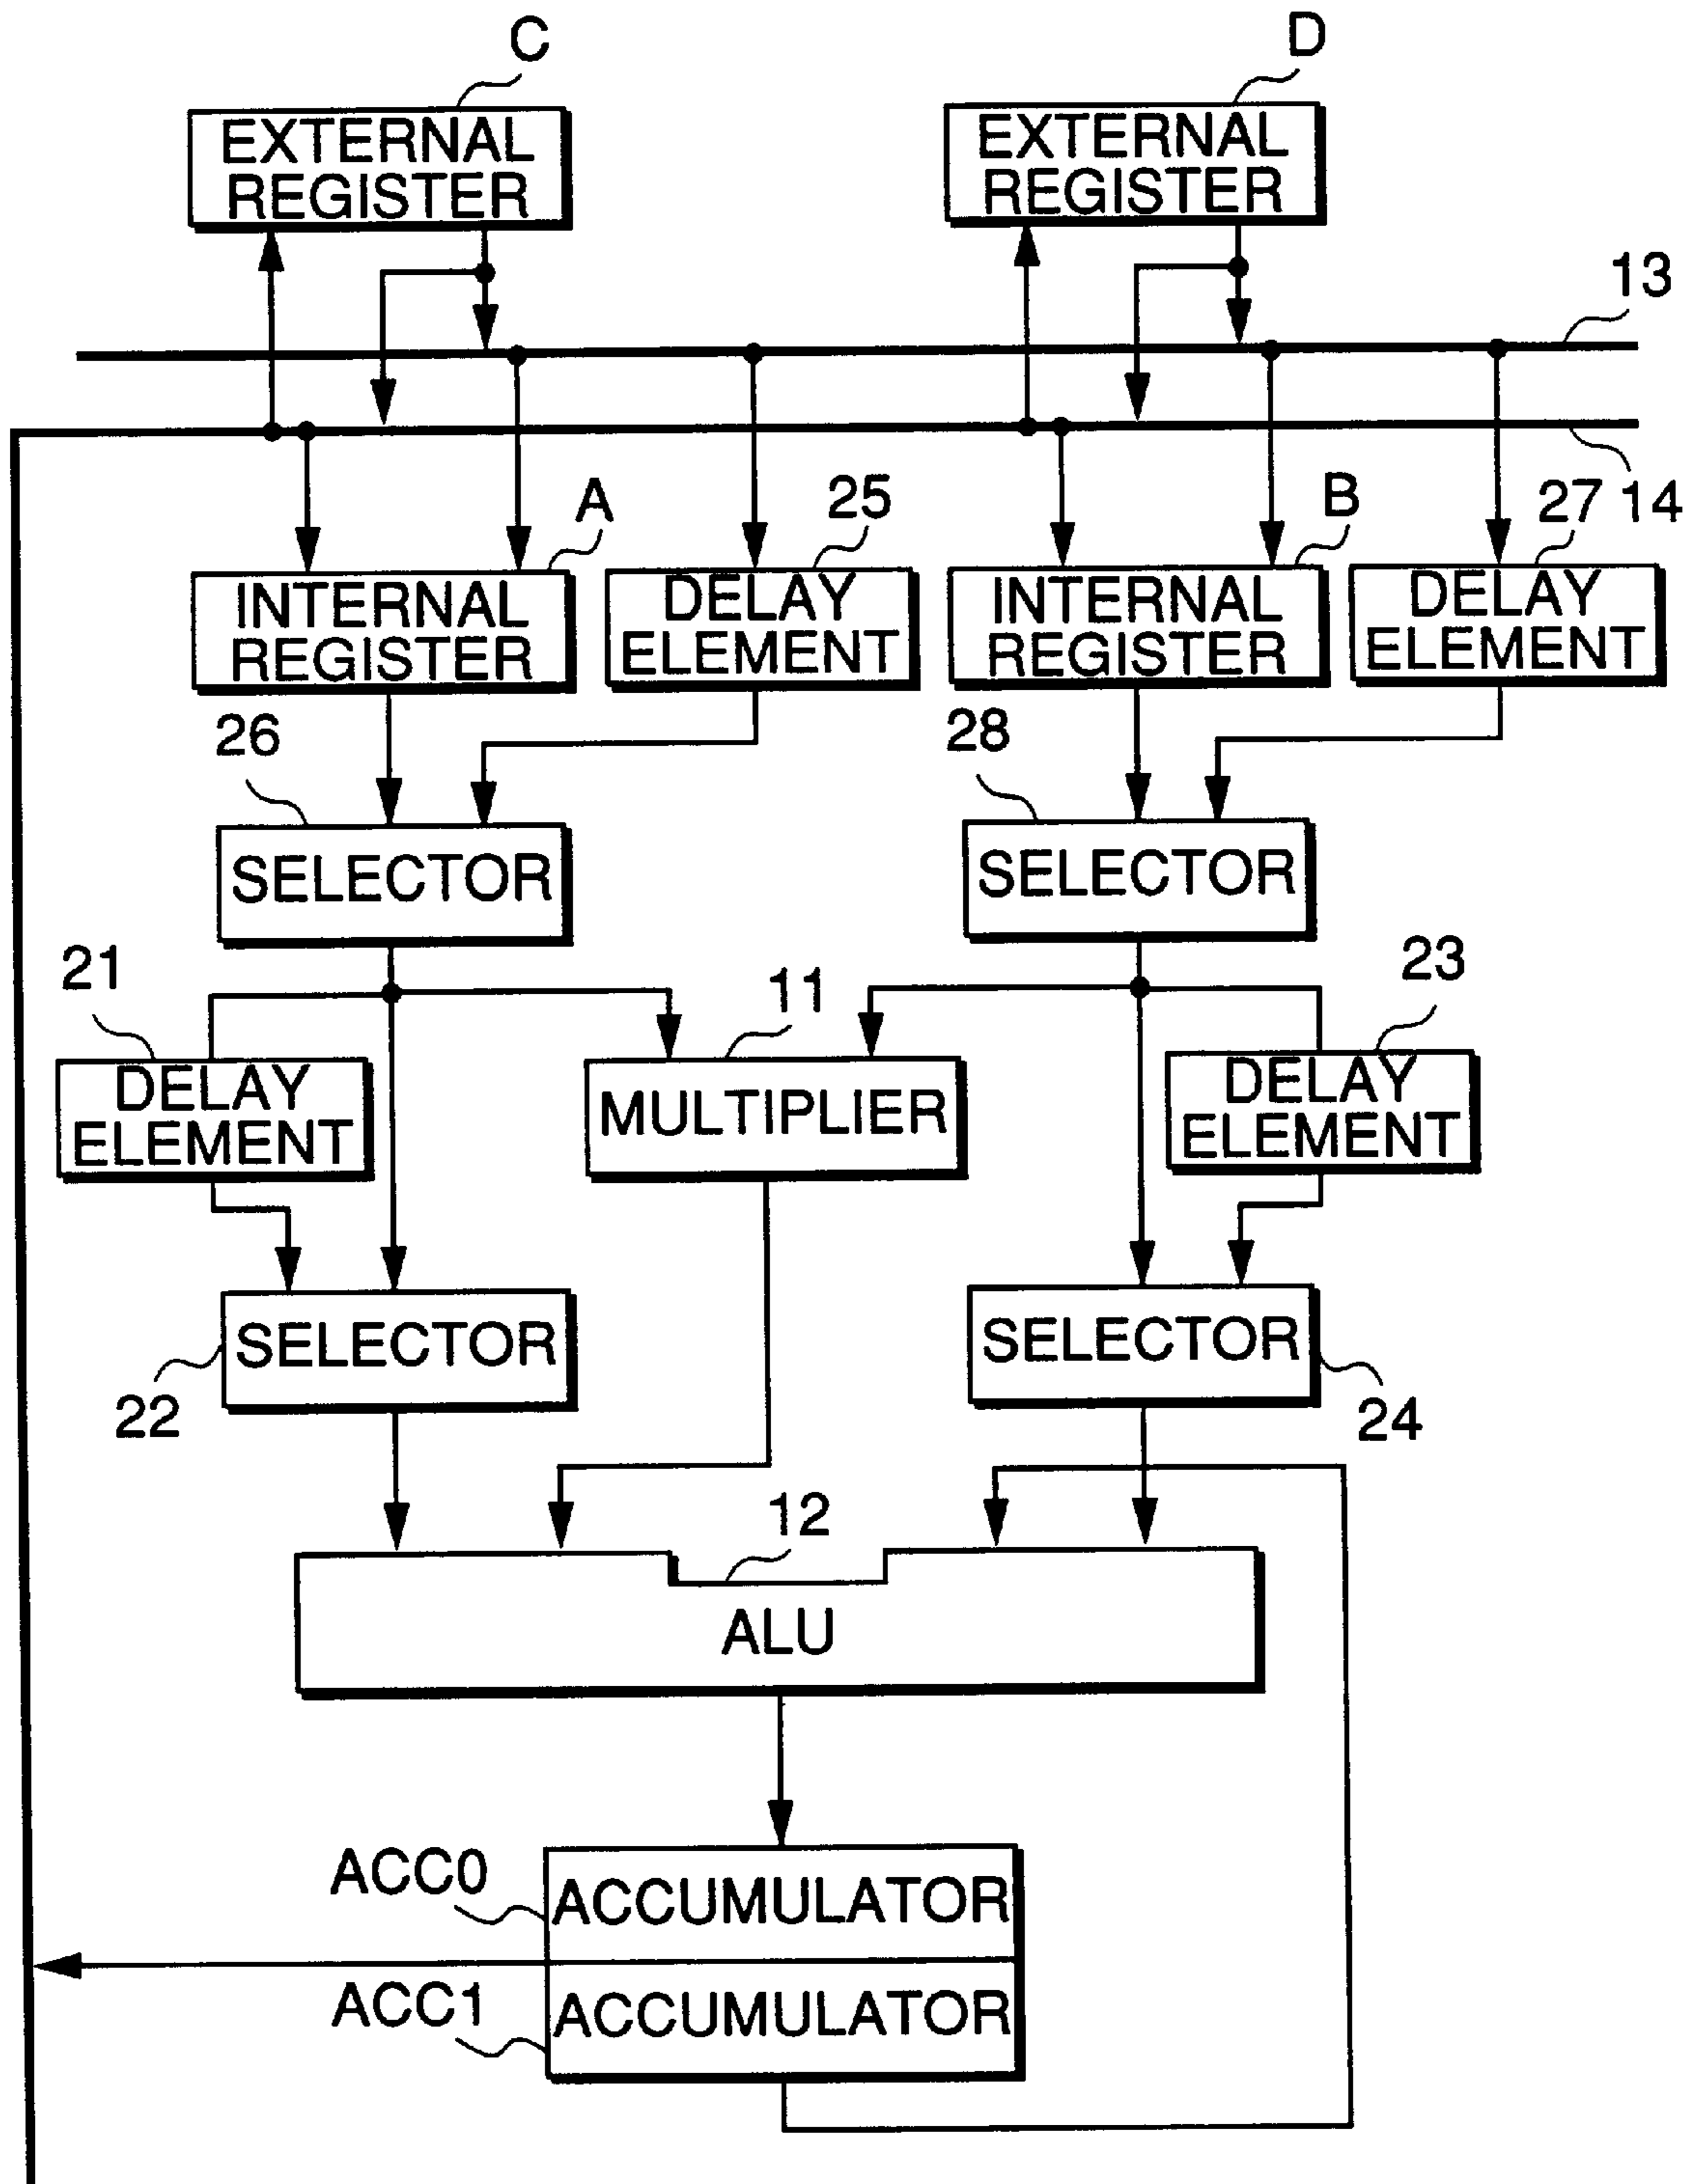 C
D
EXTERNAL
REGISTER
EXTERNAL
REGISTER
13
A
25
B
27
14
INTERNAL
REGISTER
DELAY
ELEMENT
INTERNAL
REGISTER
DELAY
ELEMENT
26
28
SELECTOR
SELECTOR
21
11
23
DELAY
ELEMENT
MULTIPLIER
DELAY
ELEMENT
SELECTOR
SELECTOR
22
24
12
ALU
ACC0
ACCUMULATOR
ACC1
ACCUMULATOR